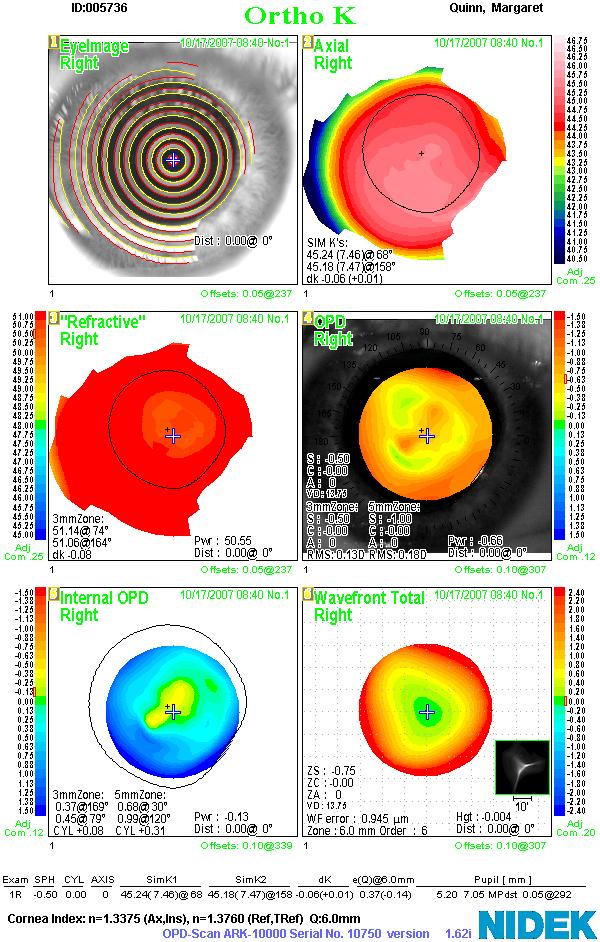 ID:005736
Ortho K
Quinn, Margaret
1 EyeImage 10/17/2007 08:40 No.1
Right
Dist : 0.00@ 0°
1 Offsets: 0.05@237
2 Axial 10/17/2007 08:40 No.1
Right
SIM K's:
45.24 (7.46)@68°
45.18 (7.47)@158°
dk -0.06 (+0.01)
1 Offsets: 0.05@237
NIDEK
46.75
46.50
46.25
46.00
45.75
45.50
45.25
45.00
44.75
44.50
44.25
44.00
43.75
43.50
43.25
43.00
42.75
42.50
42.25
42.00
41.75
41.50
41.25
41.00
40.75
40.50
Adj
Com .25
51.00
50.75
50.50
50.25
50.00
49.75
49.50
49.25
49.00
48.75
48.50
48.25
48.00
47.75
47.50
47.25
47.00
46.75
46.50
46.25
46.00
45.75
45.50
45.25
45.00
Adj
Com .25
3 "Refractive" 10/17/2007 08:40 No.1
Right
3mmZone:
51.14@ 74°
51.06@164°
dk -0.08
Pwr : 50.55
Dist : 0.00@ 0°
1 Offsets: 0.05@237
4 OPD 10/17/2007 08:40 No.1
Right
S : -0.50
C : -0.00
A : 0
VD: 13.75
3mmZone: 5mmZone:
S : -0.50 S : -1.00
C : -0.00 C : -0.00
A : 0 A : 0
RMS: 0.13D RMS: 0.18D
Pwr : -0.66
Dist : 0.00@ 0°
1 Offsets: 0.10@307
-1.50
-1.38
-1.25
-1.13
-1.00
-0.88
-0.75
-0.63
-0.50
-0.38
-0.25
-0.13
0.00
0.13
0.25
0.38
0.50
0.63
0.75
0.88
1.00
1.13
1.25
1.38
1.50
Adj
Com .12
-1.50
-1.38
-1.25
-1.13
-1.00
-0.88
-0.75
-0.63
-0.50
-0.38
-0.25
-0.13
0.00
0.13
0.25
0.38
0.50
0.63
0.75
0.88
1.00
1.13
1.25
1.38
1.50
Adj
Com .12
5 Internal OPD 10/17/2007 08:40 No.1
Right
3mmZone: 5mmZone:
0.37@169° 0.68@ 30°
0.45@ 79° 0.99@120°
CYL +0.08 CYL +0.31
Pwr : -0.13
Dist : 0.00@ 0°
1 Offsets: 0.10@339
6 Wavefront Total 10/17/2007 08:40 No.1
Right
ZS : -0.75
ZC : -0.00
ZA : 0
VD : 13.75
WF error : 0.945 µm
Zone : 6.0 mm Order : 6
10'
Hgt : -0.004
Dist : 0.00@ 0°
1 Offsets: 0.10@307
2.40
2.20
2.00
1.80
1.60
1.40
1.20
1.00
0.80
0.60
0.40
0.20
0.00
-0.20
-0.40
-0.60
-0.80
-1.00
-1.20
-1.40
-1.60
-1.80
-2.00
-2.20
-2.40
Adj
Com .20
Exam SPH CYL AXIS SimK1 SimK2 dK e(Q)@6.0mm Pupil [ mm ]
1R -0.50 0.00 0 45.24( 7.46)@ 68 45.18( 7.47)@158 -0.06(+0.01) 0.37(-0.14) 5.20 7.05 MPdst 0.05@292
Cornea Index: n=1.3375 (Ax,Ins), n=1.3760 (Ref,TRef) Q:6.0mm
OPD-Scan ARK-10000 Serial No. 10750 version 1.62i
NIDEK